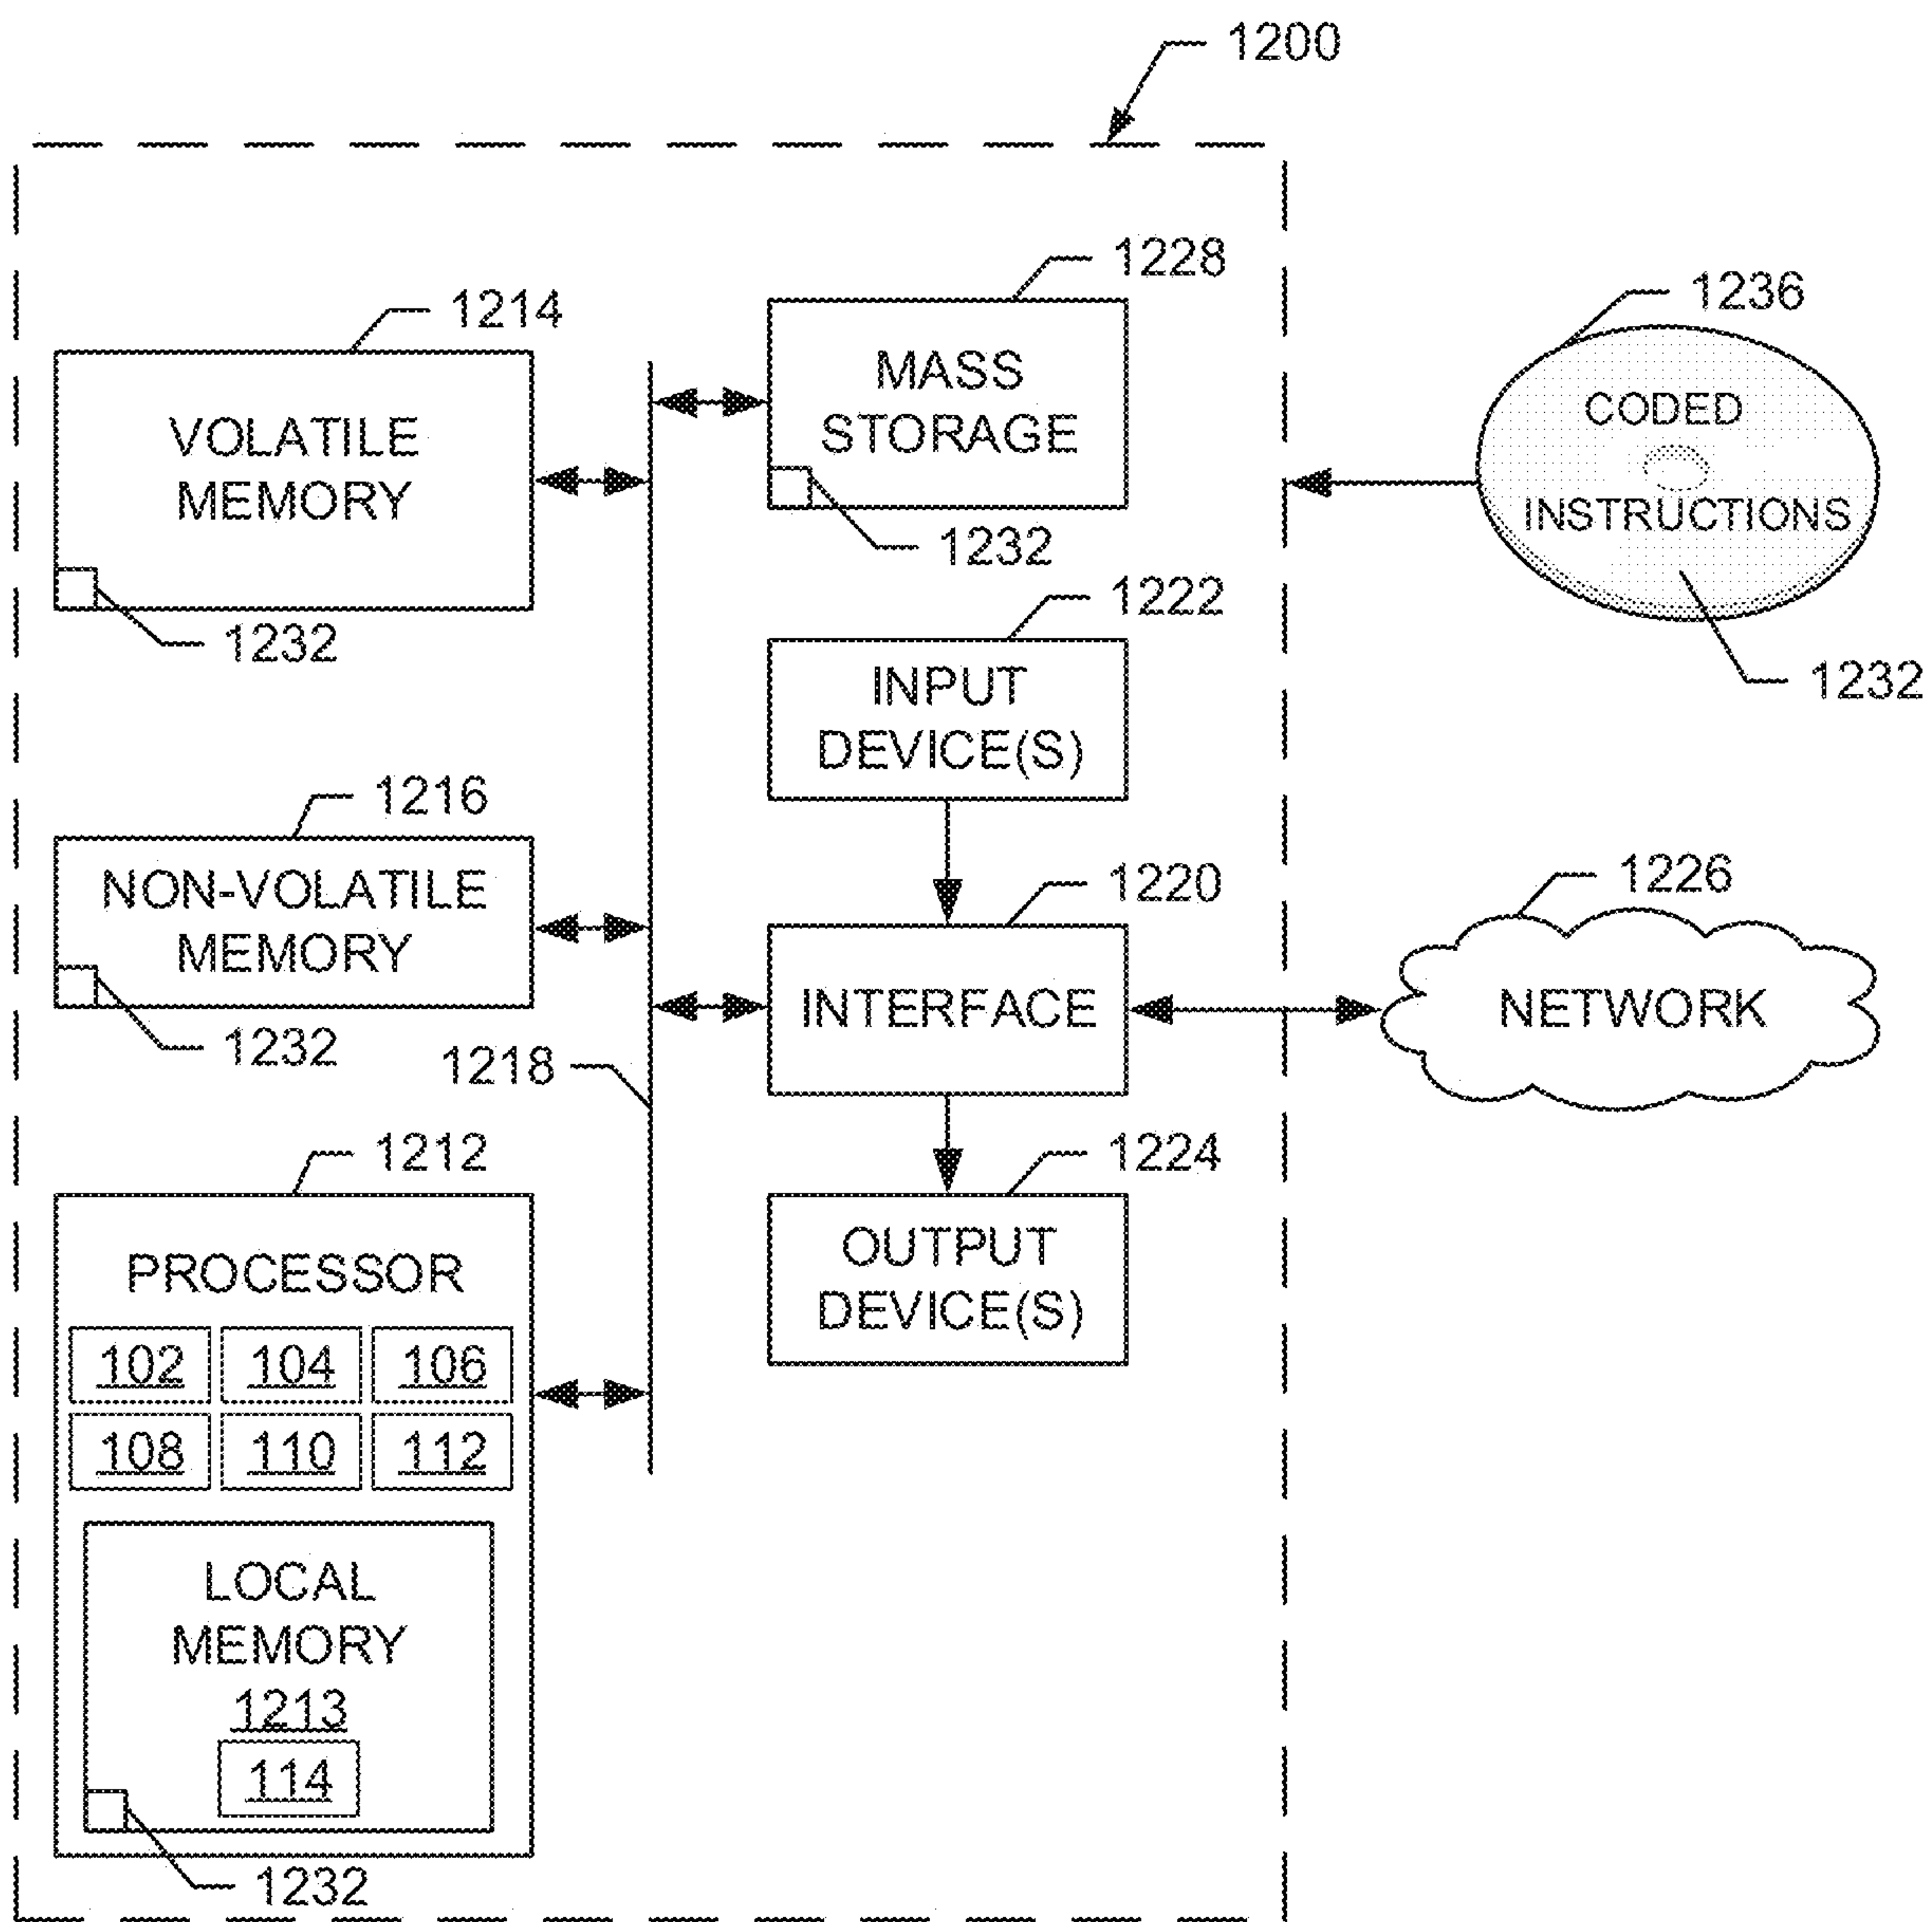 1200
1228
1214
1236
MASS
STORAGE
CODED
INSTRUCTIONS
VOLATILE
MEMORY
1232
1222
1232
1232
INPUT
DEVICE(S)
1216
1220
1226
NON-VOLATILE
MEMORY
INTERFACE
NETWORK
1232
1218
1212
1224
PROCESSOR
OUTPUT
DEVICE(S)
102 104 106
108 110 112
LOCAL
MEMORY
1213
114
1232